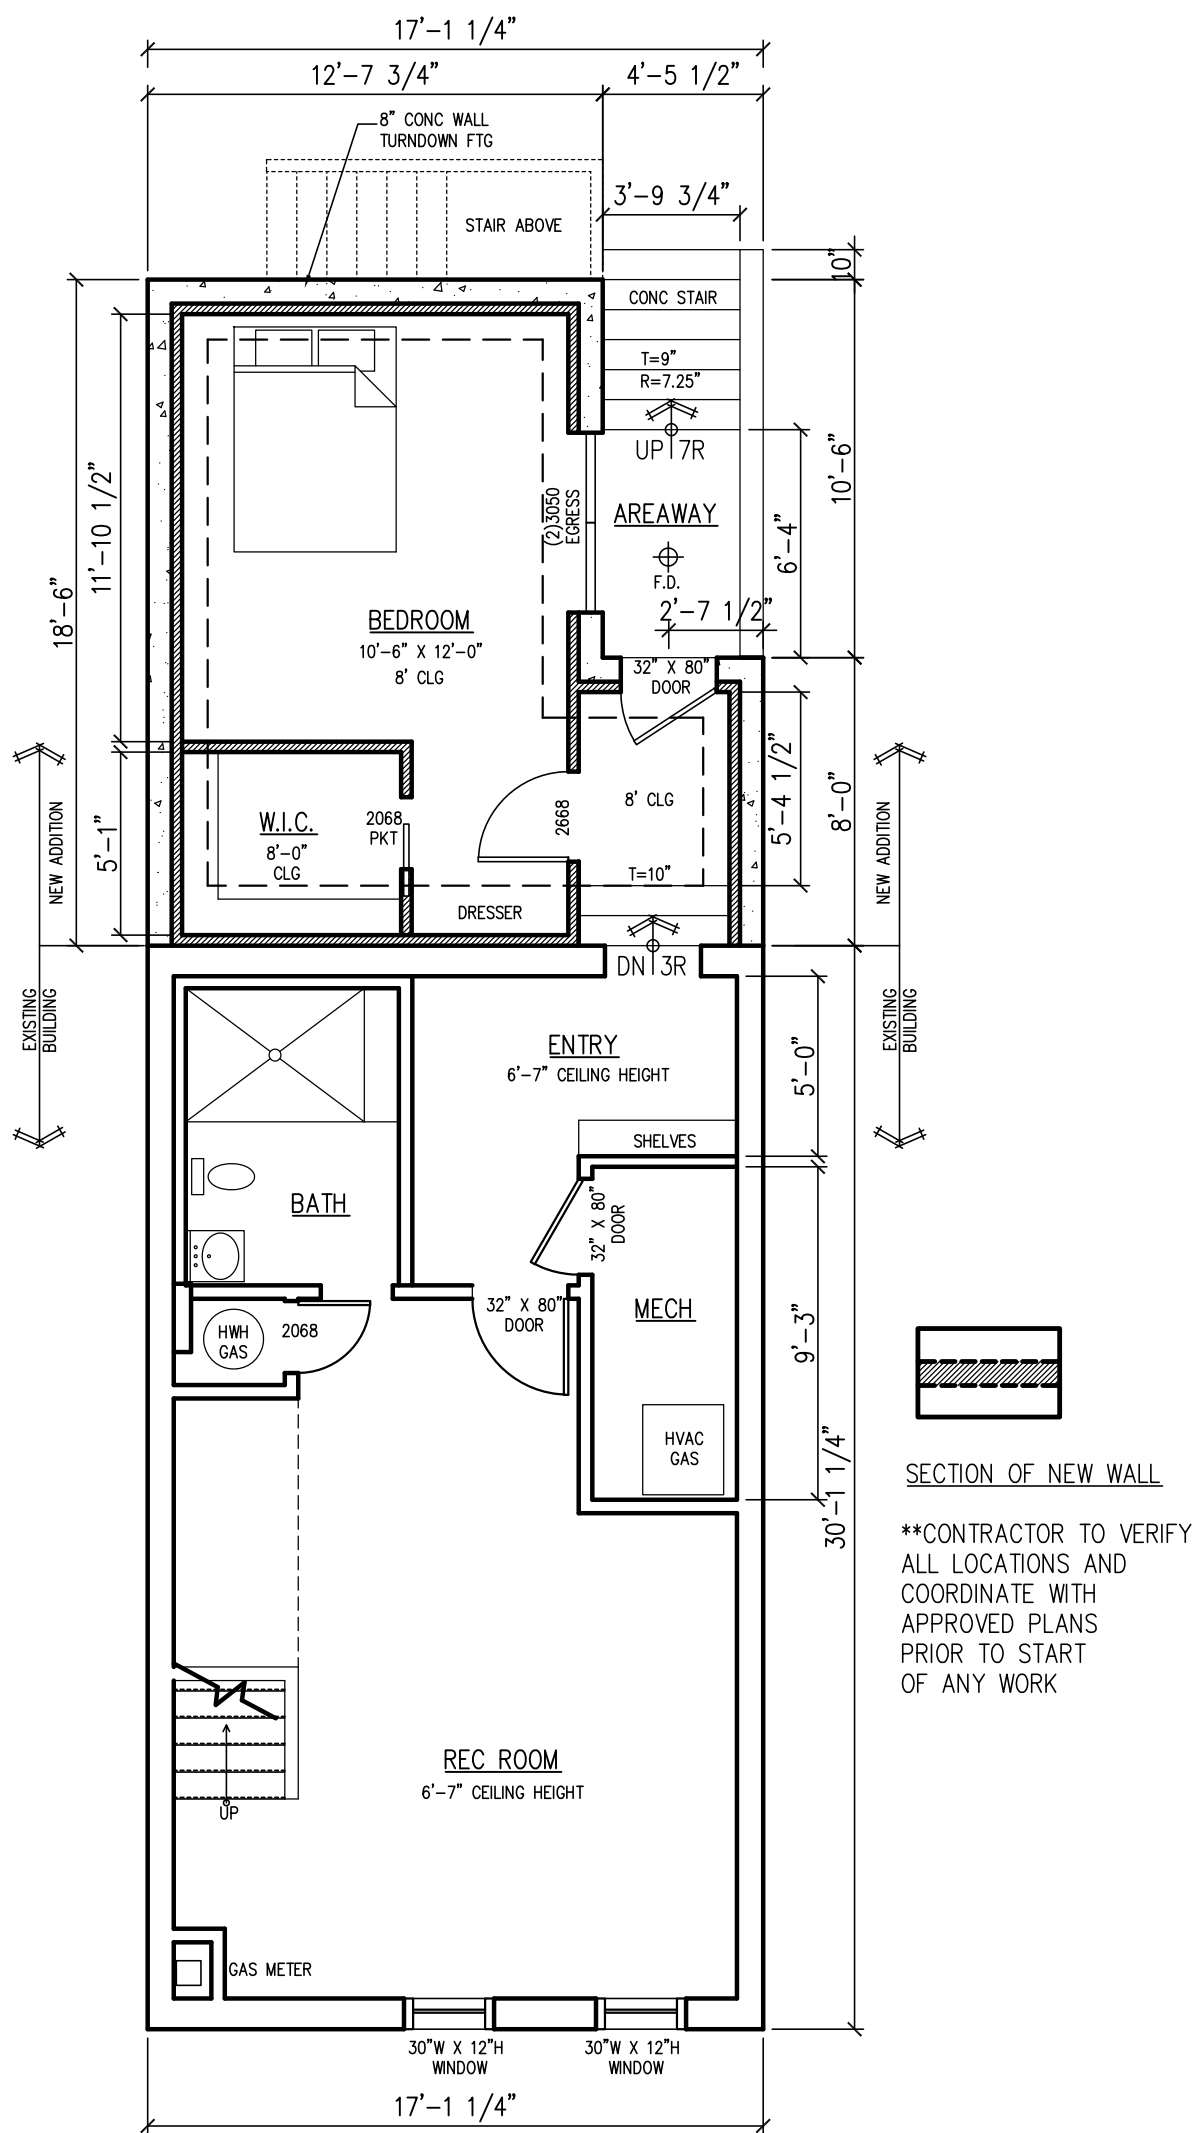 17'-1 1/4"
12'-7 3/4"
4'-5 1/2"
8" CONC WALL
TURNDOWN FTG
3'-9 3/4"
STAIR ABOVE
10"
CONC STAIR
T=9"
R=7.25"
UP 7R
11'-10 1/2"
18'-6"
(2)3050
EGRESS
AREAWAY
F.D.
2'-7 1/2"
6'-4"
10'-6"
BEDROOM
10'-6" X 12'-0"
8' CLG
32" X 80"
DOOR
5'-4 1/2"
8'-0"
NEW ADDITION
5'-1"
W.I.C.
8'-0"
CLG
2068
PKT
2668
8' CLG
T=10"
DRESSER
NEW ADDITION
DN 3R
EXISTING
BUILDING
ENTRY
6'-7" CEILING HEIGHT
5'-0"
EXISTING
BUILDING
SHELVES
BATH
32" X 80"
DOOR
MECH
32" X 80"
DOOR
HWH
GAS
2068
9'-3"
HVAC
GAS
30'-1 1/4"
SECTION OF NEW WALL
**CONTRACTOR TO VERIFY
ALL LOCATIONS AND
COORDINATE WITH
APPROVED PLANS
PRIOR TO START
OF ANY WORK
REC ROOM
6'-7" CEILING HEIGHT
UP
GAS METER
30"W X 12"H
WINDOW
30"W X 12"H
WINDOW
17'-1 1/4"